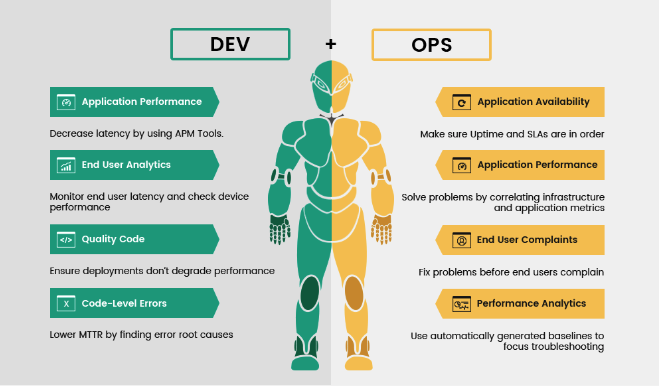 DEV
+
OPS
Application Performance
Decrease latency by using APM Tools.
End User Analytics
Monitor end user latency and check device
performance
</>
Quality Code
Ensure deployments don't degrade performance
X
Code-Level Errors
Lower MTTR by finding error root causes
Application Availability
Make sure Uptime and SLAs are in order
Application Performance
Solve problems by correlating infrastructure
and application metrics
End User Complaints
Fix problems before end users complain
Performance Analytics
Use automatically generated baselines to
focus troubleshooting